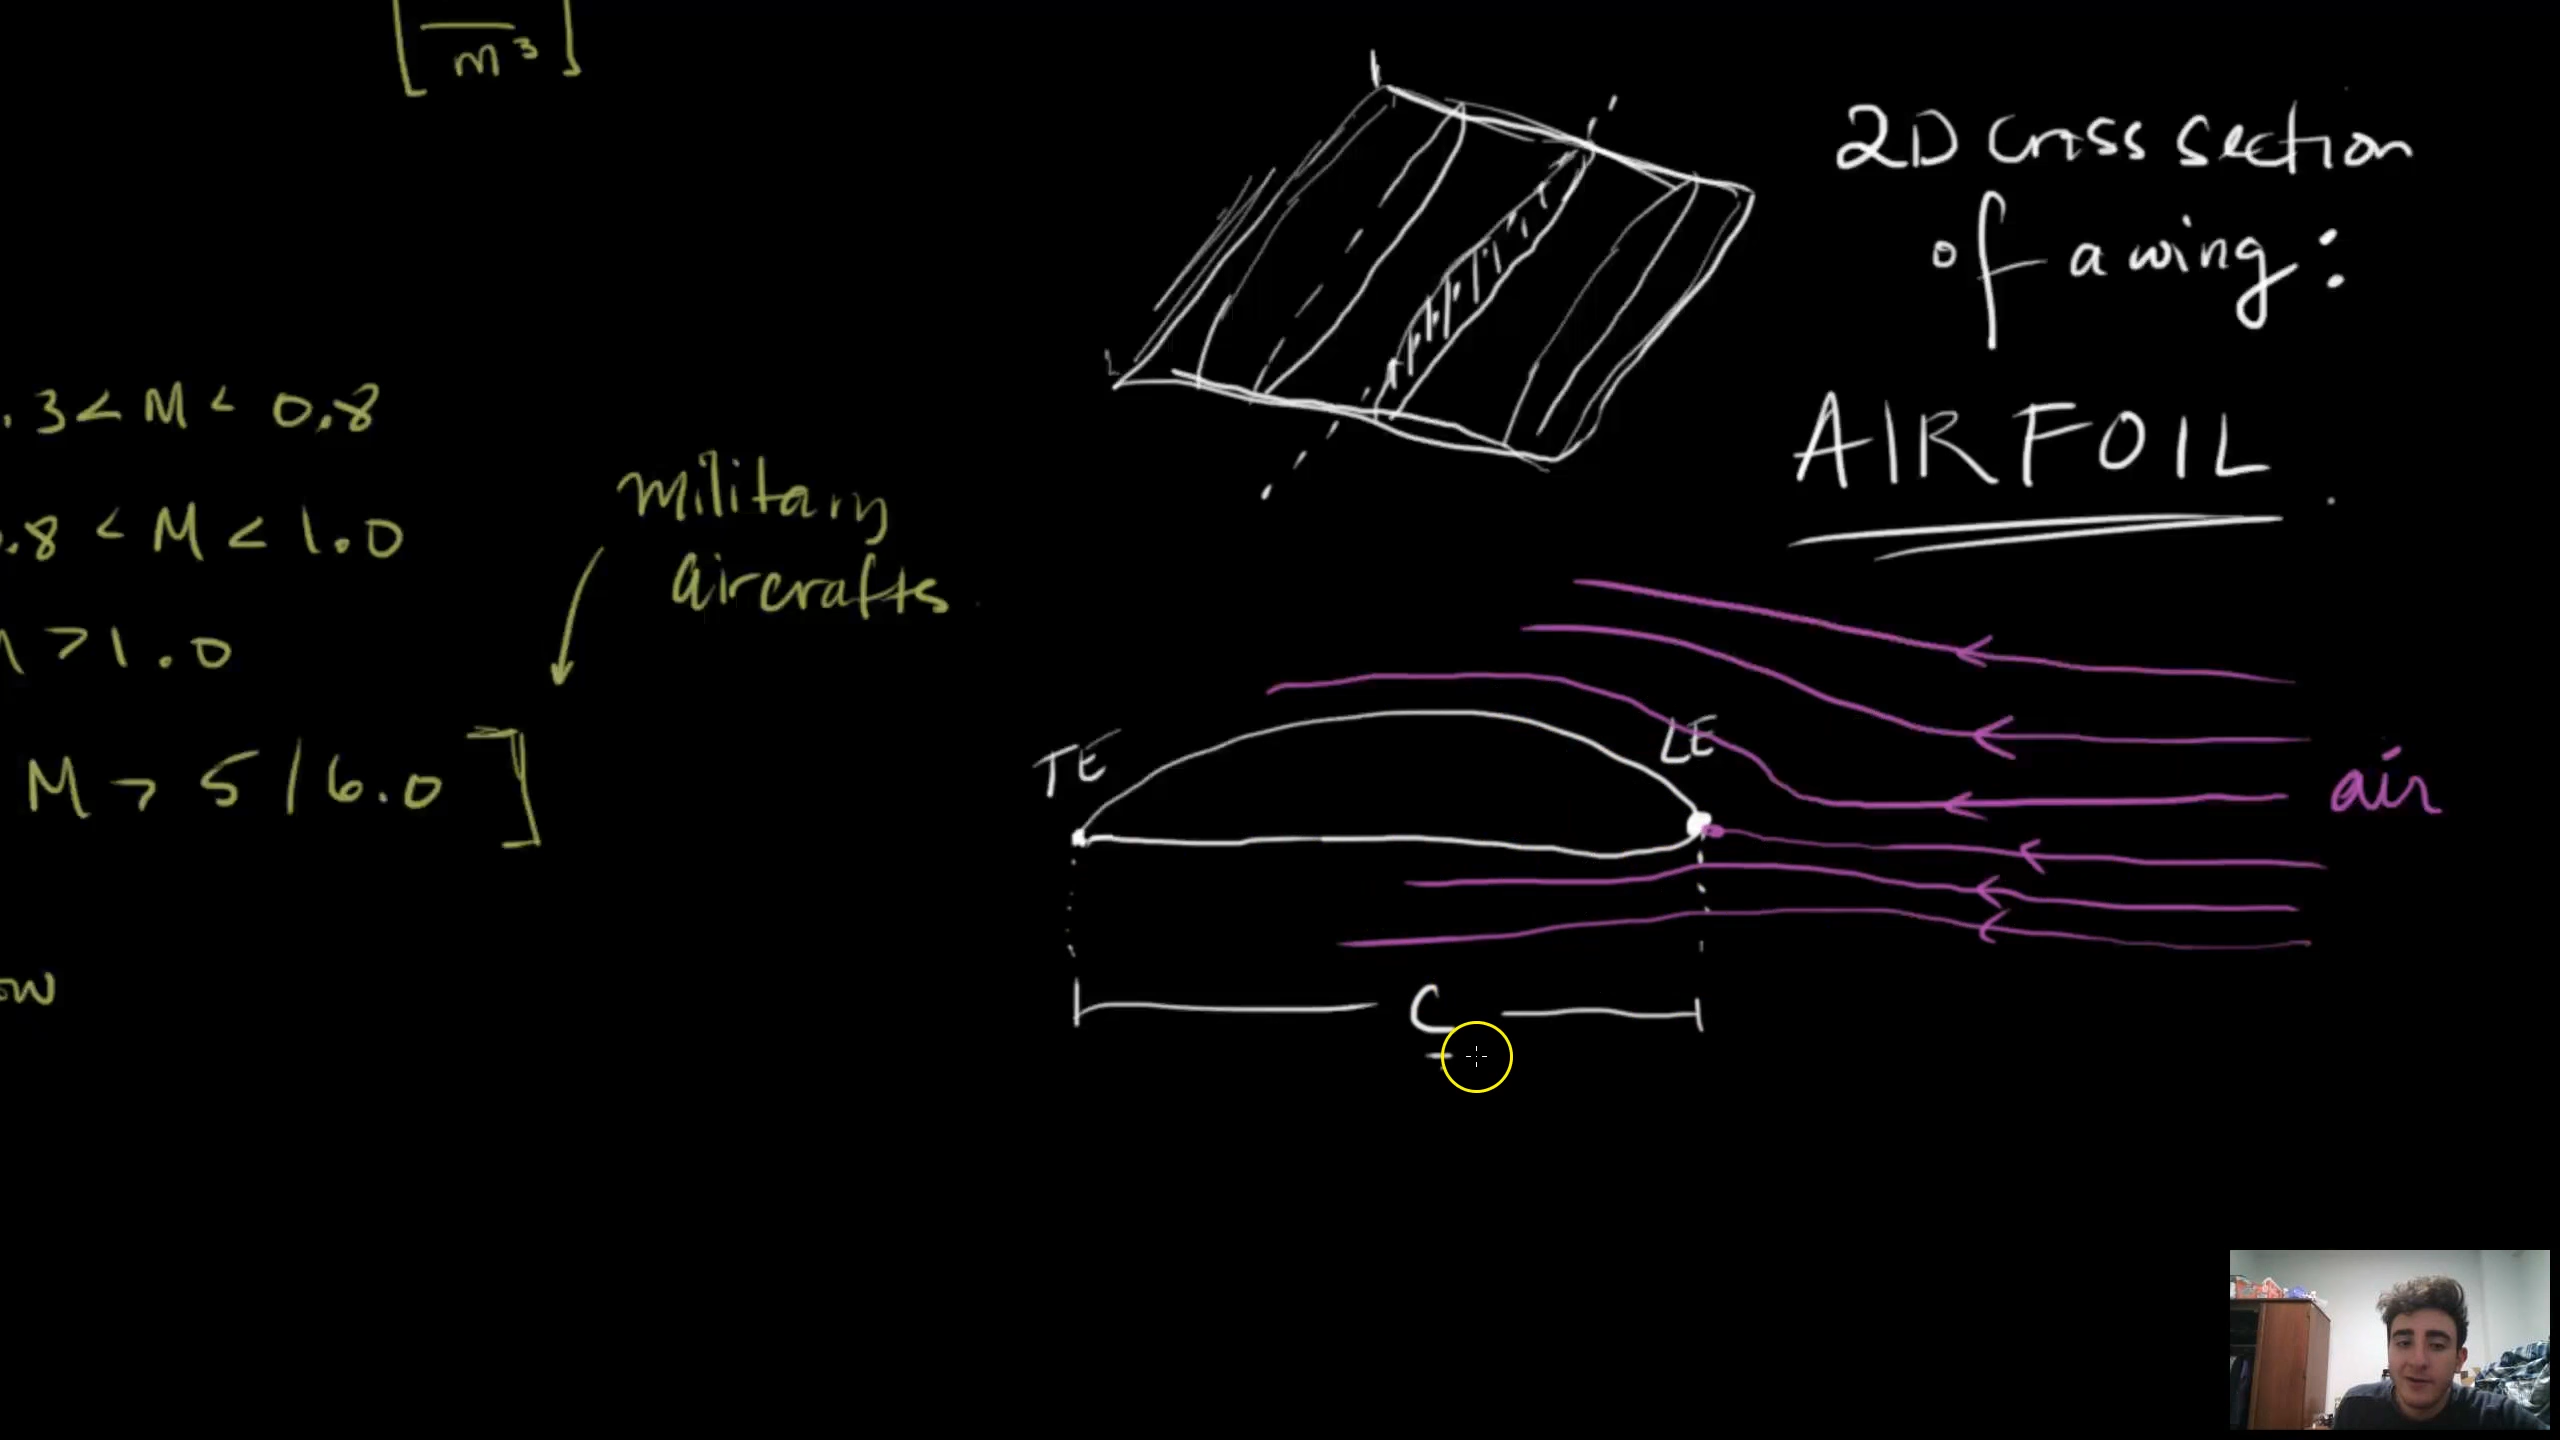 m³
.3 < M < 0.8
.8 < M < 1.0
M > 1.0
M > 5/6.0
military
aircrafts
2D cross section
of a wing:
AIRFOIL
TE
LE
air
C